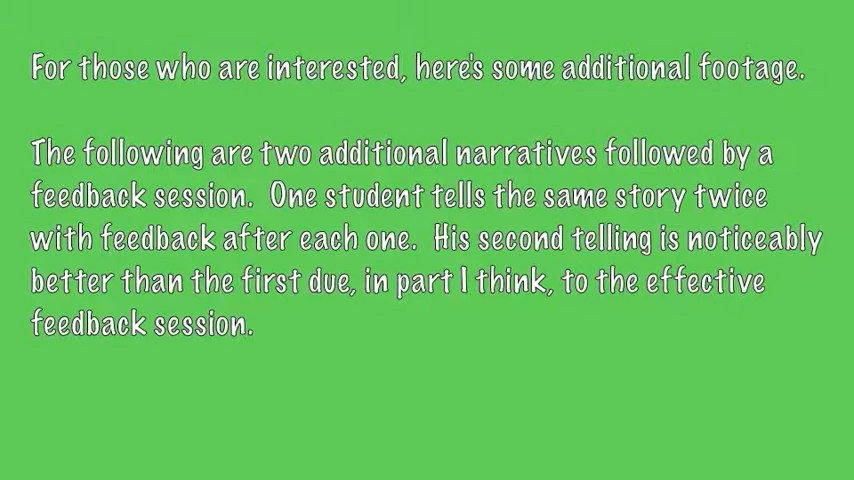 For those who are interested, here's some additional footage.
The following are two additional narratives followed by a
feedback session. One student tells the same story twice
with feedback after each one. His second telling is noticeably
better than the first due, in part I think, to the effective
feedback session.